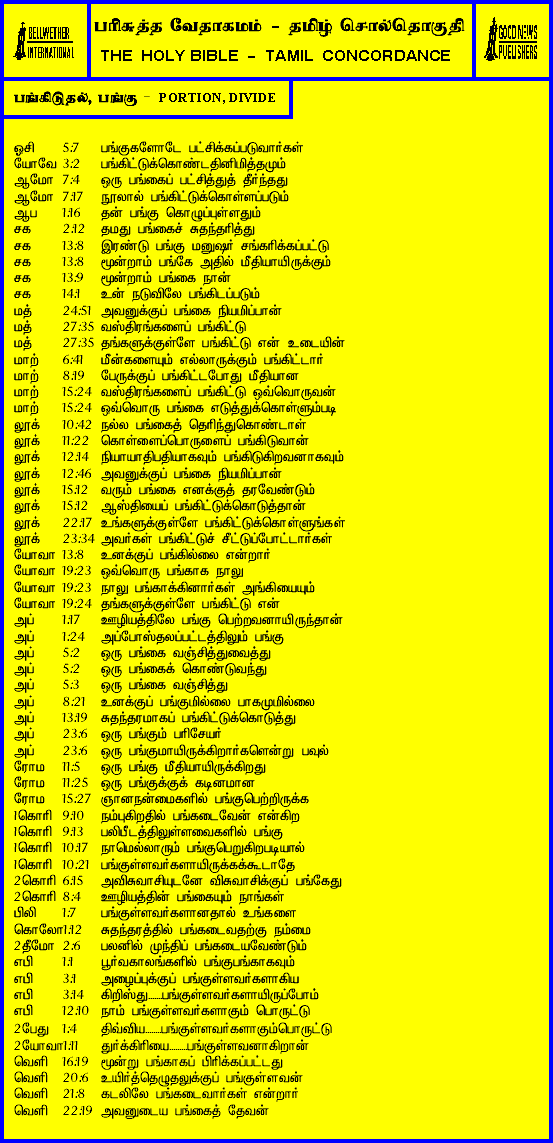 BELLWETHER
INTERNATIONAL
பரிசுத்த வேதாகமம் - தமிழ் சொல்தொகுதி
THE HOLY BIBLE - TAMIL CONCORDANCE
GOOD NEWS
PUBLISHERS
பங்கிடுதல், பங்கு - PORTION, DIVIDE
ஓசி 5:7 பங்குகளோடே பட்சிக்கப்படுவார்கள்
யோவே 3:2 பங்கிட்டுக்கொண்டதினிமித்தமும்
ஆமோ 7:4 ஒரு பங்கைப் பட்சித்துத் தீர்ந்தது
ஆமோ 7:17 நூலால் பங்கிட்டுக்கொள்ளப்படும்
ஆப 1:16 தன் பங்கு கொழுப்புள்ளதும்
சக 2:12 தமது பங்கைச் சுதந்தரித்து
சக 13:8 இரண்டு பங்கு மனுஷர் சங்கரிக்கப்பட்டு
சக 13:8 மூன்றாம் பங்கே அதில் மீதியாயிருக்கும்
சக 13:9 மூன்றாம் பங்கை நான்
சக 14:1 உன் நடுவிலே பங்கிடப்படும்
மத் 24:51 அவனுக்குப் பங்கை நியமிப்பான்
மத் 27:35 வஸ்திரங்களைப் பங்கிட்டு
மத் 27:35 தங்களுக்குள்ளே பங்கிட்டு என் உடையின்
மாற் 6:41 மீன்களையும் எல்லாருக்கும் பங்கிட்டார்
மாற் 8:19 பேருக்குப் பங்கிட்டபோது மீதியான
மாற் 15:24 வஸ்திரங்களைப் பங்கிட்டு ஒவ்வொருவன்
மாற் 15:24 ஒவ்வொரு பங்கை எடுத்துக்கொள்ளும்படி
லூக் 10:42 நல்ல பங்கைத் தெரிந்துகொண்டாள்
லூக் 11:22 கொள்ளைப்பொருளைப் பங்கிடுவான்
லூக் 12:14 நியாயாதிபதியாகவும் பங்கிடுகிறவனாகவும்
லூக் 12:46 அவனுக்குப் பங்கை நியமிப்பான்
லூக் 15:12 வரும் பங்கை எனக்குத் தரவேண்டும்
லூக் 15:12 ஆஸ்தியைப் பங்கிட்டுக்கொடுத்தான்
லூக் 22:17 உங்களுக்குள்ளே பங்கிட்டுக்கொள்ளுங்கள்
லூக் 23:34 அவர்கள் பங்கிட்டுச் சீட்டுப்போட்டார்கள்
யோவா 13:8 உனக்குப் பங்கில்லை என்றார்
யோவா 19:23 ஒவ்வொரு பங்காக நாலு
யோவா 19:23 நாலு பங்காக்கினார்கள் அங்கியையும்
யோவா 19:24 தங்களுக்குள்ளே பங்கிட்டு என்
அப் 1:17 ஊழியத்திலே பங்கு பெற்றவனாயிருந்தான்
அப் 1:24 அப்போஸ்தலப்பட்டத்திலும் பங்கு
அப் 5:2 ஒரு பங்கை வஞ்சித்துவைத்து
அப் 5:2 ஒரு பங்கைக் கொண்டுவந்து
அப் 5:3 ஒரு பங்கை வஞ்சித்து
அப் 8:21 உனக்குப் பங்குமில்லை பாகமுமில்லை
அப் 13:19 சுதந்தரமாகப் பங்கிட்டுக்கொடுத்து
அப் 23:6 ஒரு பங்கும் பரிசேயர்
அப் 23:6 ஒரு பங்குமாயிருக்கிறார்களென்று பவுல்
ரோம 11:5 ஒரு பங்கு மீதியாயிருக்கிறது
ரோம 11:25 ஒரு பங்குக்குக் கடினமான
ரோம 15:27 ஞானநன்மைகளில் பங்குபெற்றிருக்க
1கொரி 9:10 நம்புகிறதில் பங்கடைவேன் என்கிற
1கொரி 9:13 பலிபீடத்திலுள்ளவைகளில் பங்கு
1கொரி 10:17 நாமெல்லாரும் பங்குபெறுகிறபடியால்
1கொரி 10:21 பங்குள்ளவர்களாயிருக்கக்கூடாதே
2கொரி 6:15 அவிசுவாசியுடனே விசுவாசிக்குப் பங்கேது
2கொரி 8:4 ஊழியத்தின் பங்கையும் நாங்கள்
பிலி 1:7 பங்குள்ளவர்களானதால் உங்களை
கொலோ1:12 சுதந்தரத்தில் பங்கடைவதற்கு நம்மை
2தீமோ 2:6 பலனில் முந்திப் பங்கடையவேண்டும்
எபி 1:1 பூர்வகாலங்களில் பங்குபங்காகவும்
எபி 3:1 அழைப்புக்குப் பங்குள்ளவர்களாகிய
எபி 3:14 கிறிஸ்து......பங்குள்ளவர்களாயிருப்போம்
எபி 12:10 நாம் பங்குள்ளவர்களாகும் பொருட்டு
2பேது 1:4 திவ்விய.......பங்குள்ளவர்களாகும்பொருட்டு
2யோவா1:11 துர்க்கிரியை........பங்குள்ளவனாகிறான்
வெளி 16:19 மூன்று பங்காகப் பிரிக்கப்பட்டது
வெளி 20:6 உயிர்த்தெழுதலுக்குப் பங்குள்ளவன்
வெளி 21:8 கடலிலே பங்கடைவார்கள் என்றார்
வெளி 22:19 அவனுடைய பங்கைத் தேவன்